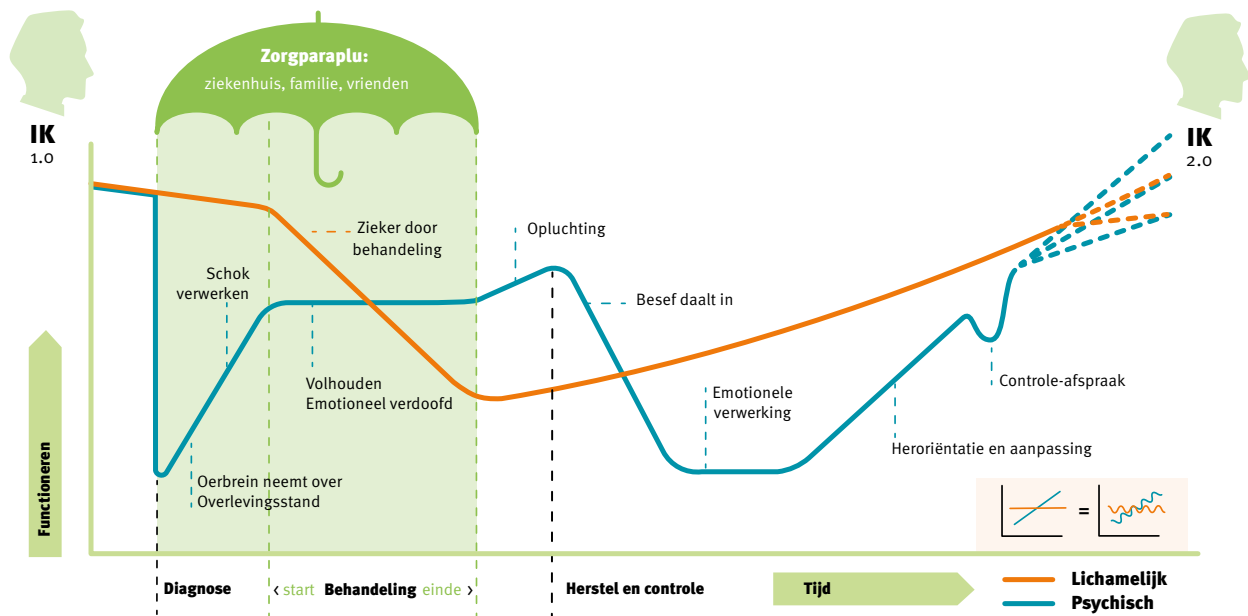 Zorgparaplu:
ziekenhuis, familie, vrienden
IK
1.0
IK
2.0
Zieker door
behandeling
Opluchting
Schok
verwerken
Besef daalt in
Volhouden
Emotioneel verdoofd
Emotionele
verwerking
Controle-afspraak
Heroriëntatie en aanpassing
Oerbrein neemt over
Overlevingsstand
Functioneren
=
Diagnose
‹ start Behandeling einde ›
Herstel en controle
Tijd
Lichamelijk
Psychisch